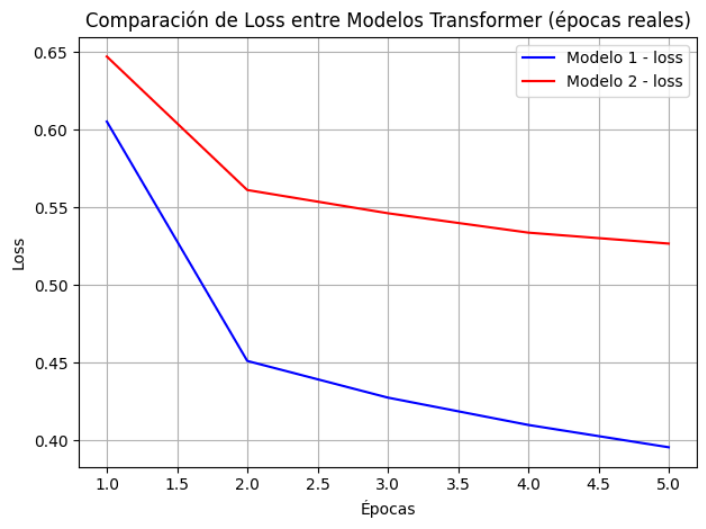 Comparación de Loss entre Modelos Transformer (épocas reales)
Modelo 1 - loss
Modelo 2 - loss
Loss
0.65
0.60
0.55
0.50
0.45
0.40
1.0 1.5 2.0 2.5 3.0 3.5 4.0 4.5 5.0
Épocas